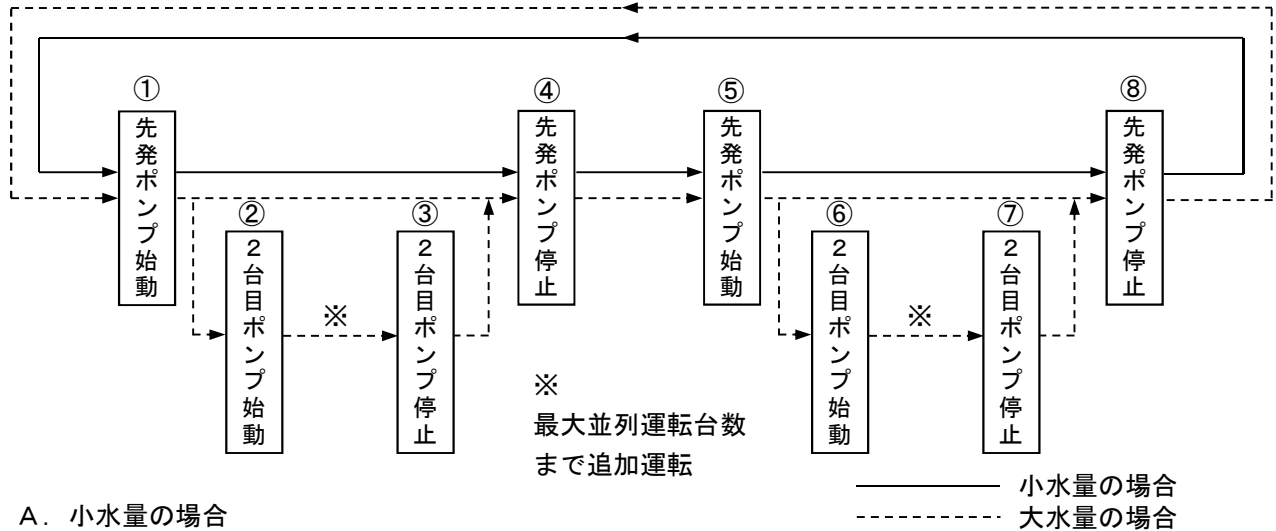 ①
先発ポンプ始動
②
2台目ポンプ始動
※
③
2台目ポンプ停止
④
先発ポンプ停止
⑤
先発ポンプ始動
⑥
2台目ポンプ始動
※
⑦
2台目ポンプ停止
⑧
先発ポンプ停止
※
最大並列運転台数
まで追加運転
小水量の場合
大水量の場合
A．小水量の場合